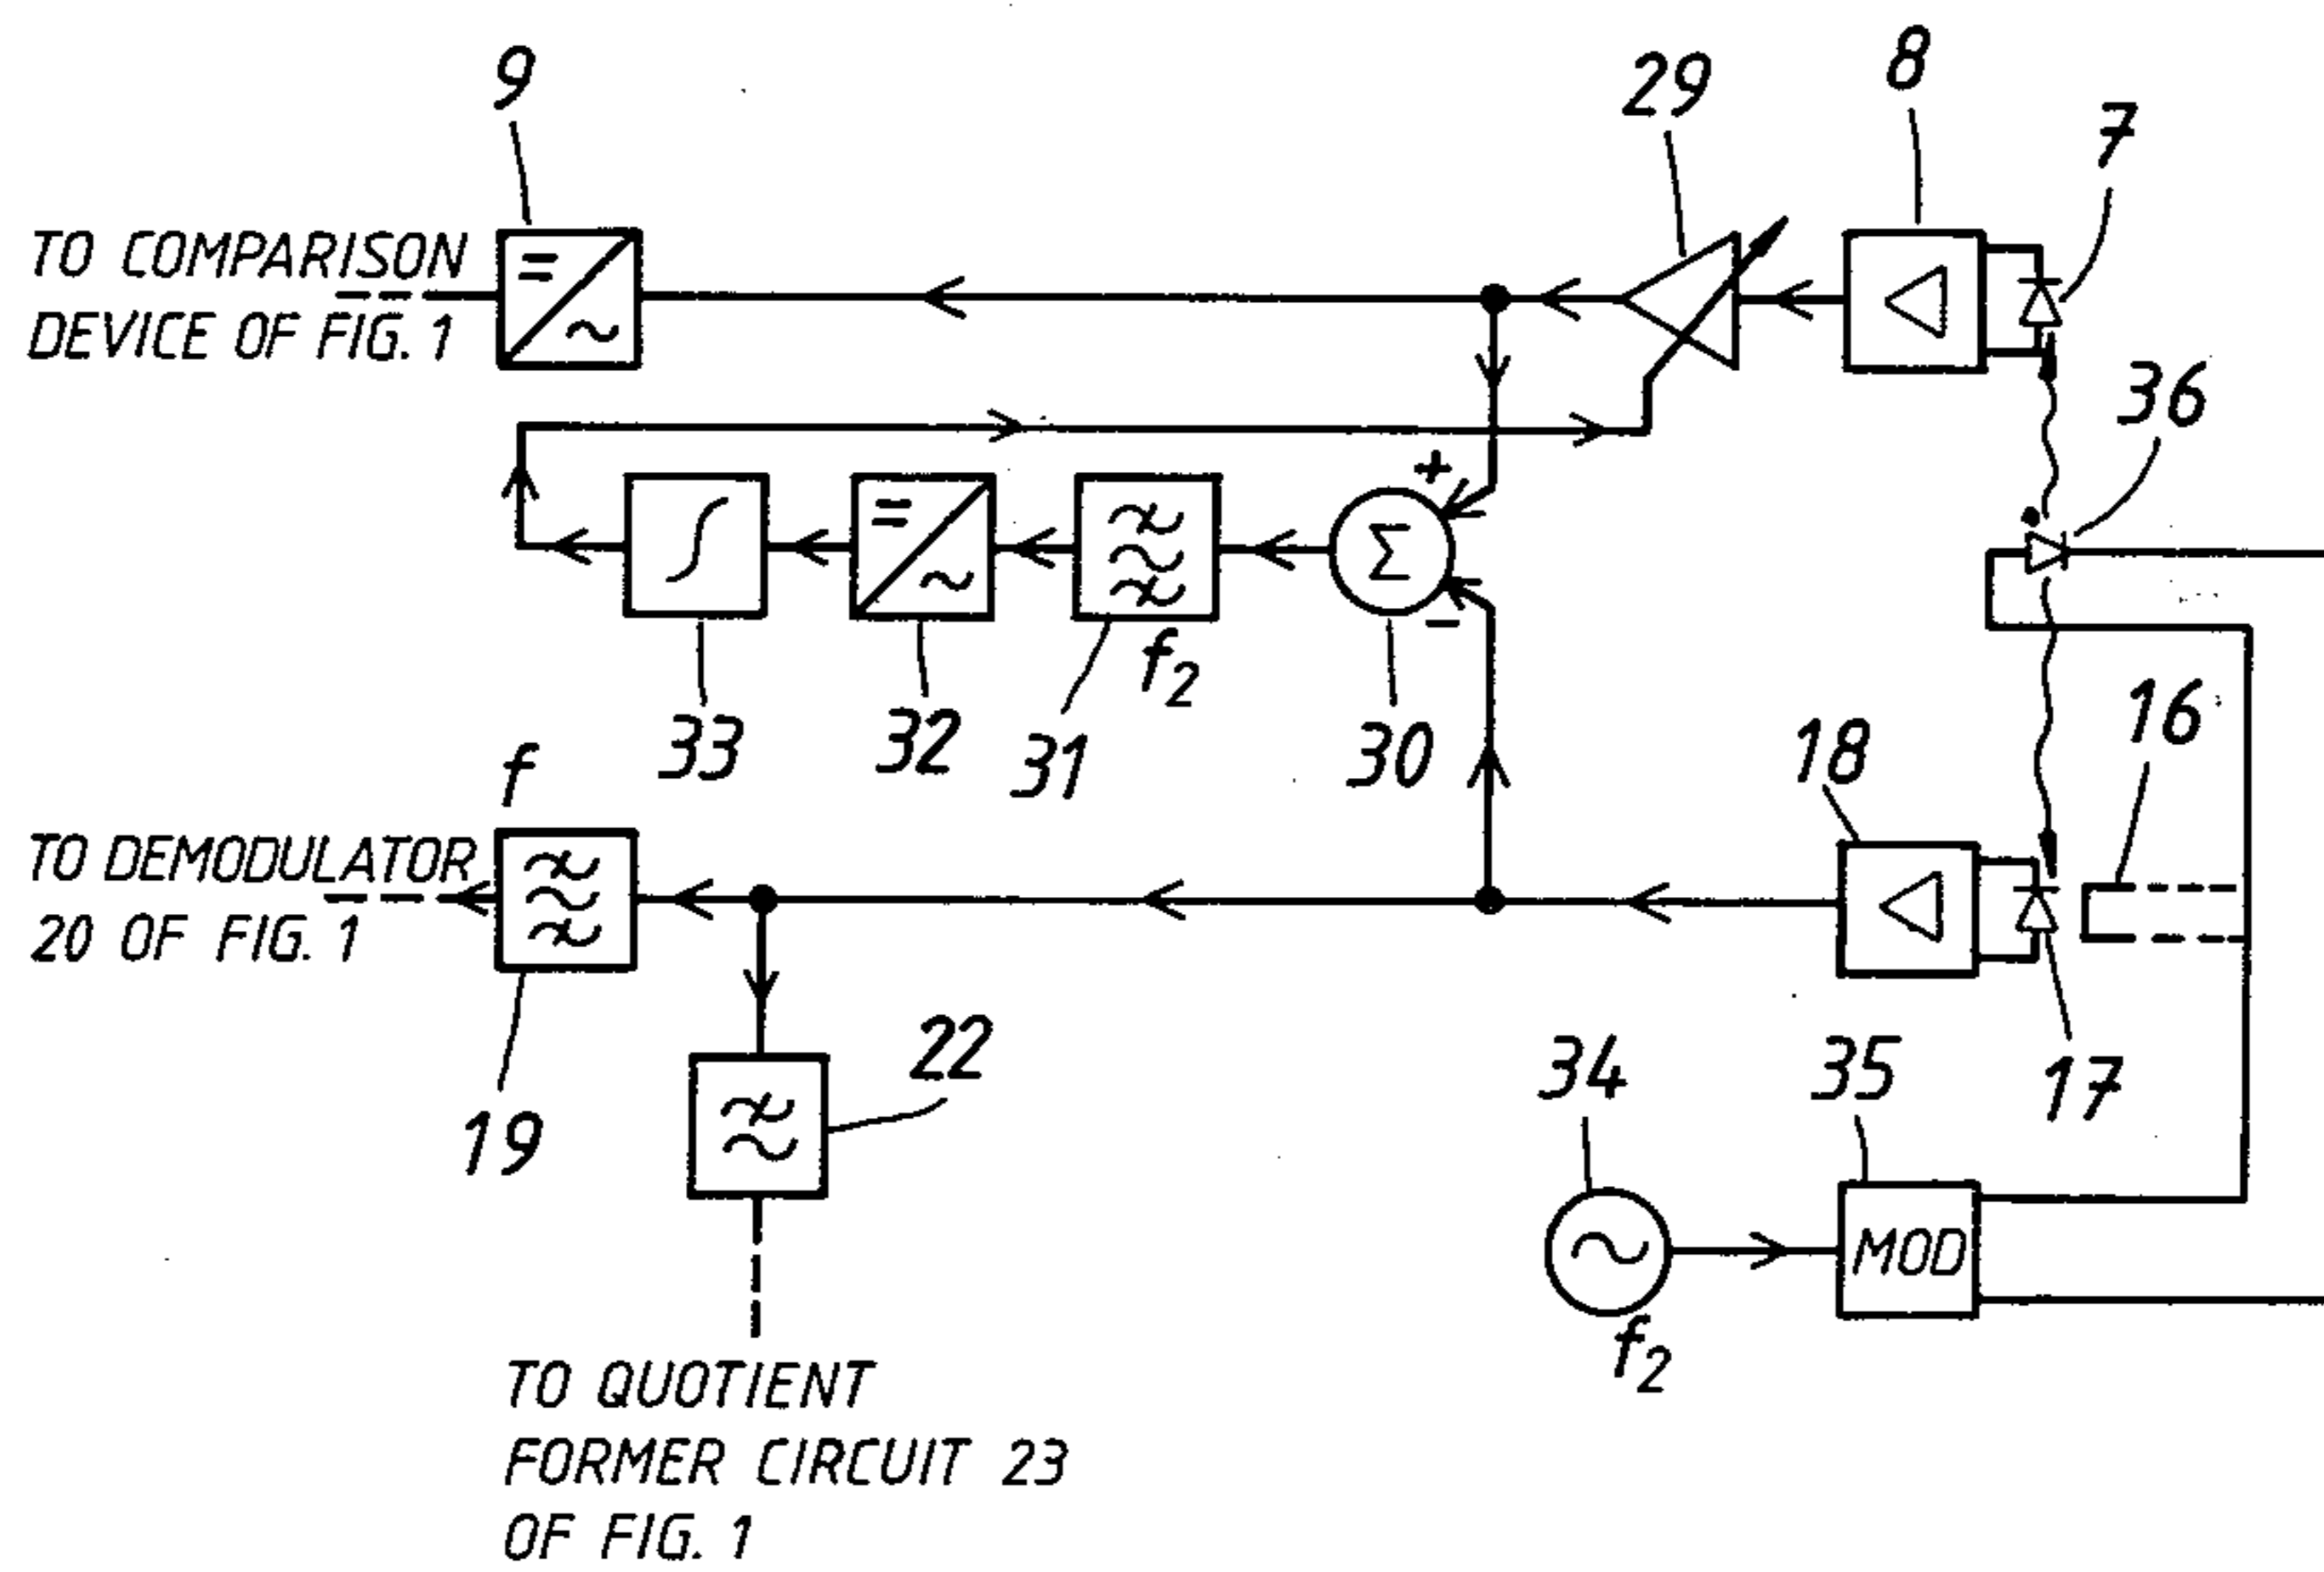 9
29
8
7
TO COMPARISON
DEVICE OF FIG. 1
=
~
36
+
Σ
-
=
~
∫
f2
33
32
31
30
16
18
f
TO DEMODULATOR
20 OF FIG. 1
22
34
35
17
19
MOD
f2
TO QUOTIENT
FORMER CIRCUIT 23
OF FIG. 1